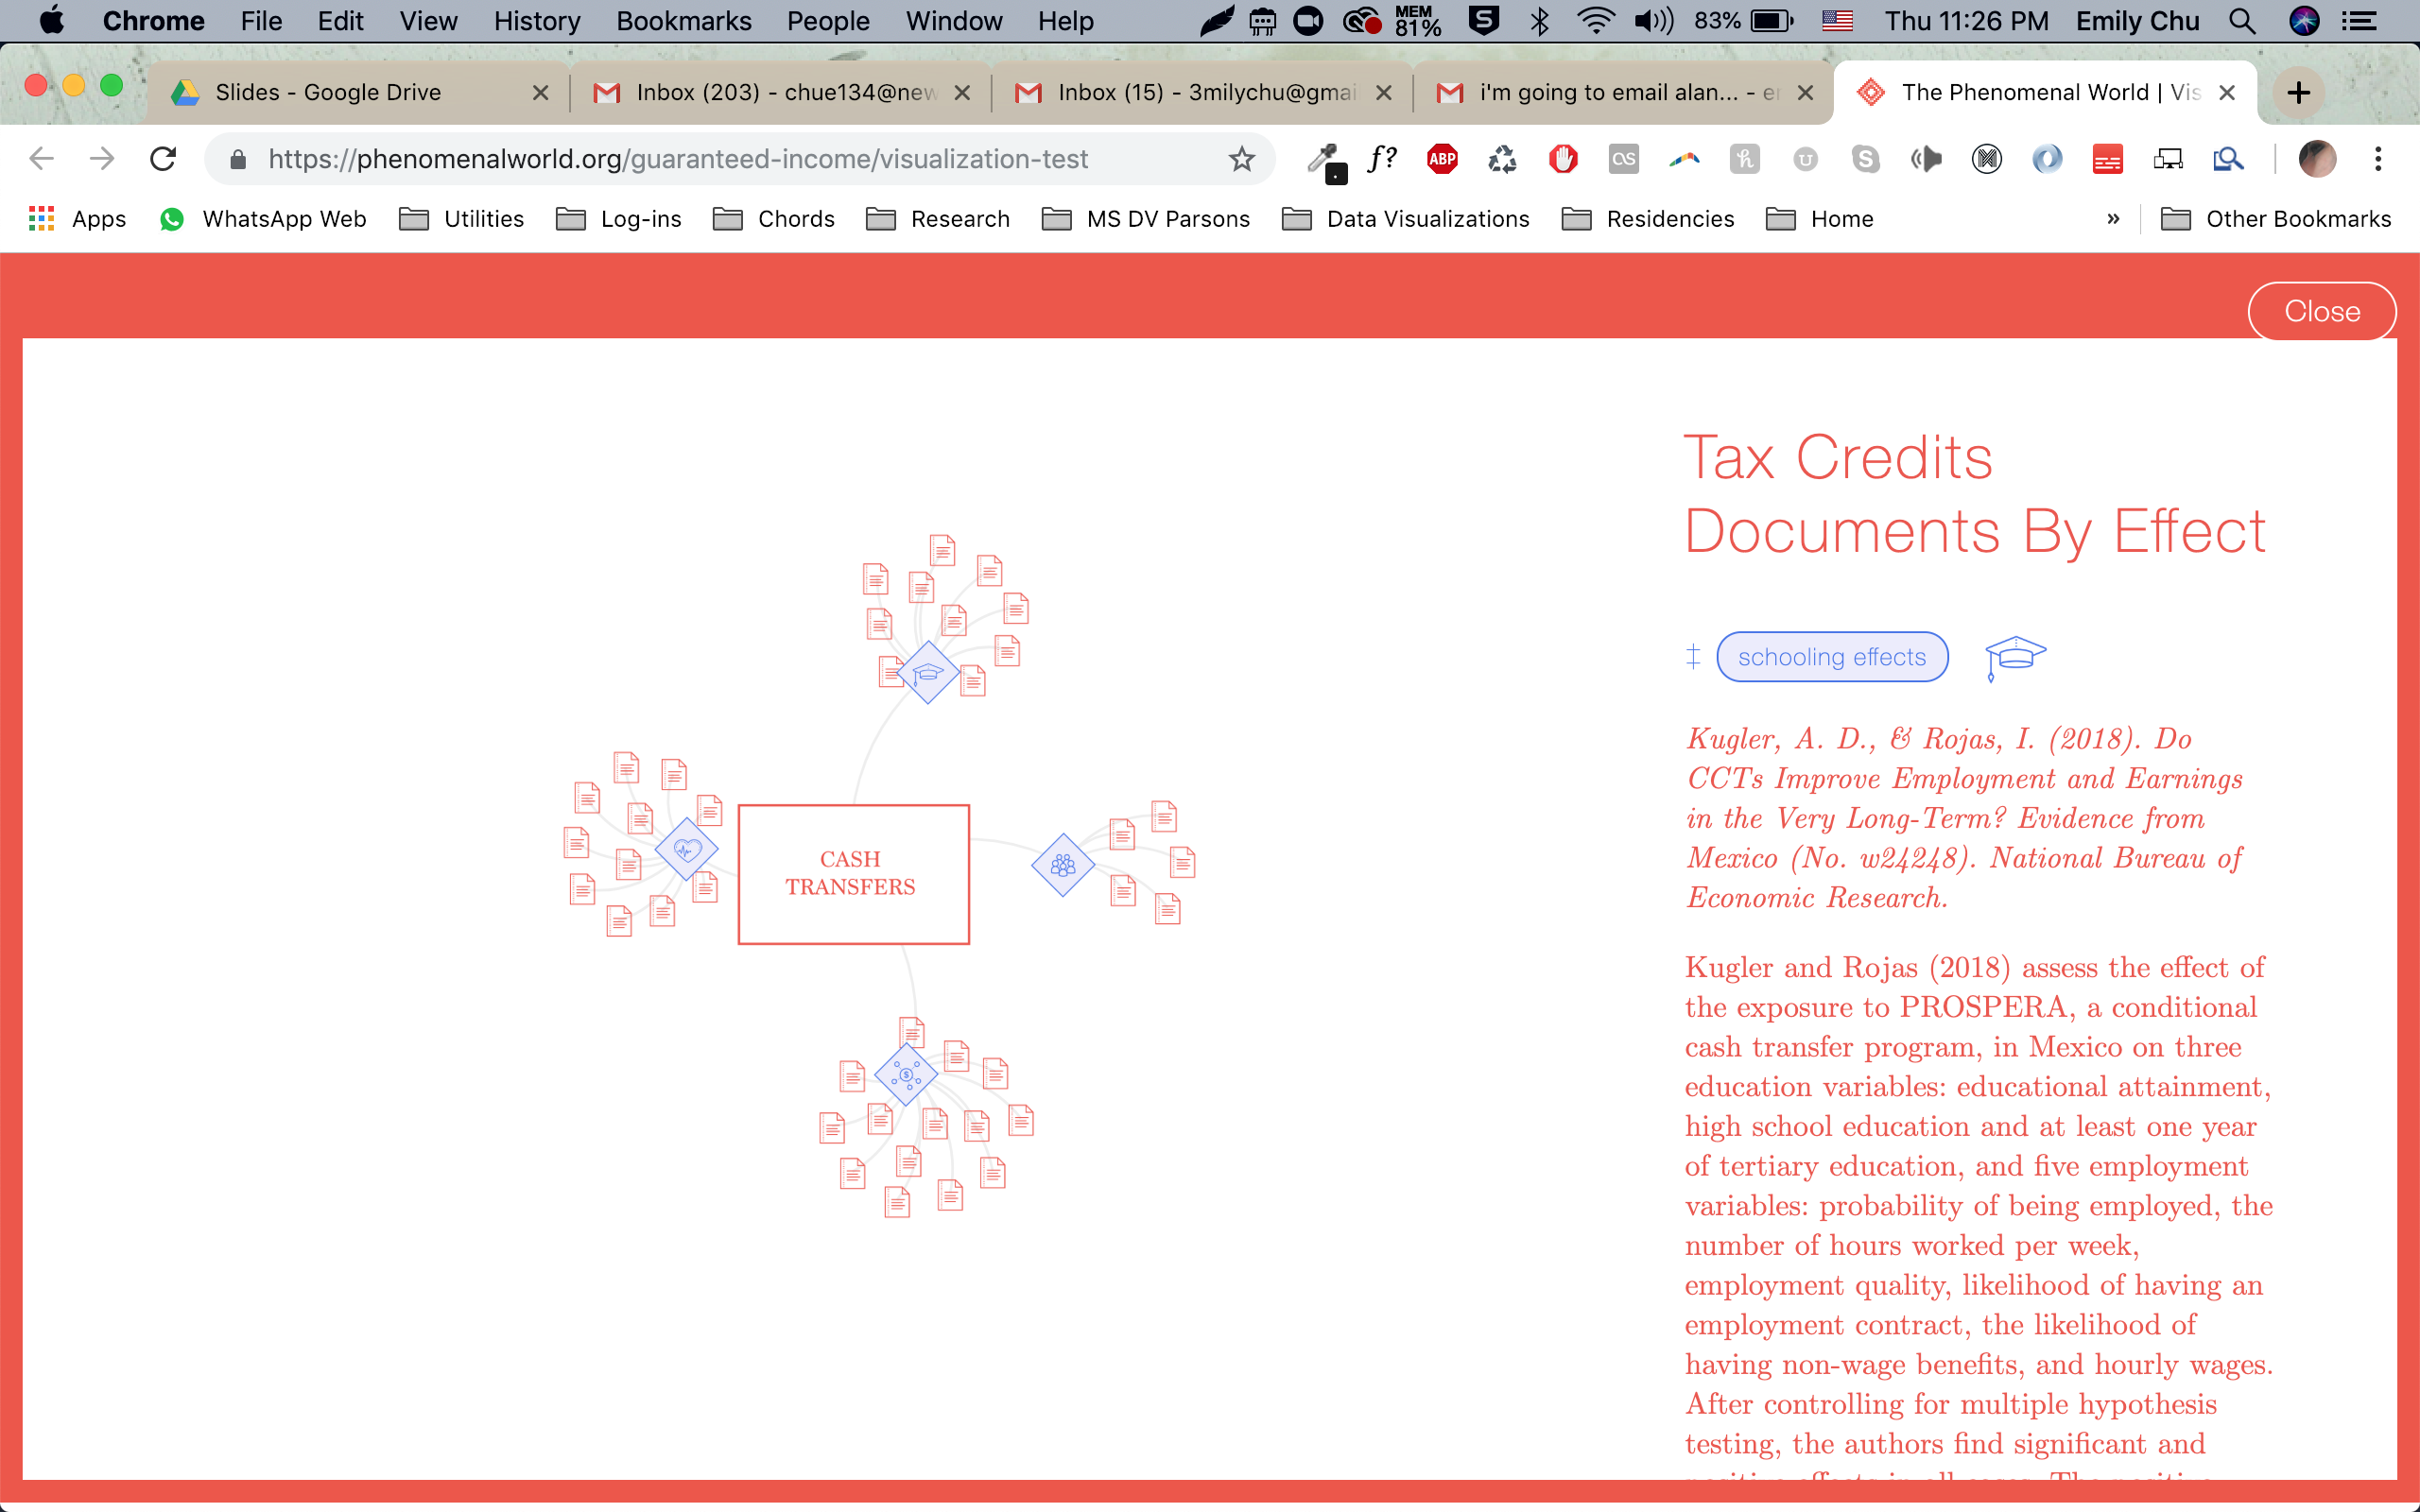 Chrome File Edit View History Bookmarks People Window Help MEM 81% S 83% Thu 11:26 PM Emily Chu
Slides - Google Drive Inbox (203) - chue134@new Inbox (15) - 3milychu@gmai i'm going to email alan... - e The Phenomenal World | Vis
https://phenomenalworld.org/guaranteed-income/visualization-test f? ABP
Apps WhatsApp Web Utilities Log-ins Chords Research MS DV Parsons Data Visualizations Residencies Home » Other Bookmarks
Close
CASH
TRANSFERS
Tax Credits
Documents By Effect
‡ schooling effects
Kugler, A. D., & Rojas, I. (2018). Do
CCTs Improve Employment and Earnings
in the Very Long-Term? Evidence from
Mexico (No. w24248). National Bureau of
Economic Research.
Kugler and Rojas (2018) assess the effect of
the exposure to PROSPERA, a conditional
cash transfer program, in Mexico on three
education variables: educational attainment,
high school education and at least one year
of tertiary education, and five employment
variables: probability of being employed, the
number of hours worked per week,
employment quality, likelihood of having an
employment contract, the likelihood of
having non-wage benefits, and hourly wages.
After controlling for multiple hypothesis
testing, the authors find significant and